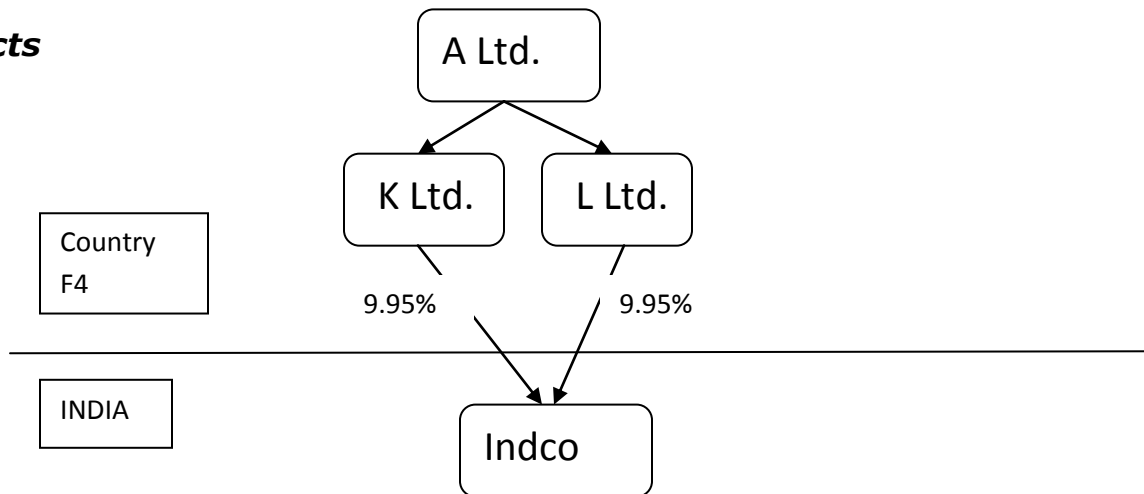 cts
A Ltd.
K Ltd.
L Ltd.
Country
F4
9.95%
9.95%
INDIA
Indco